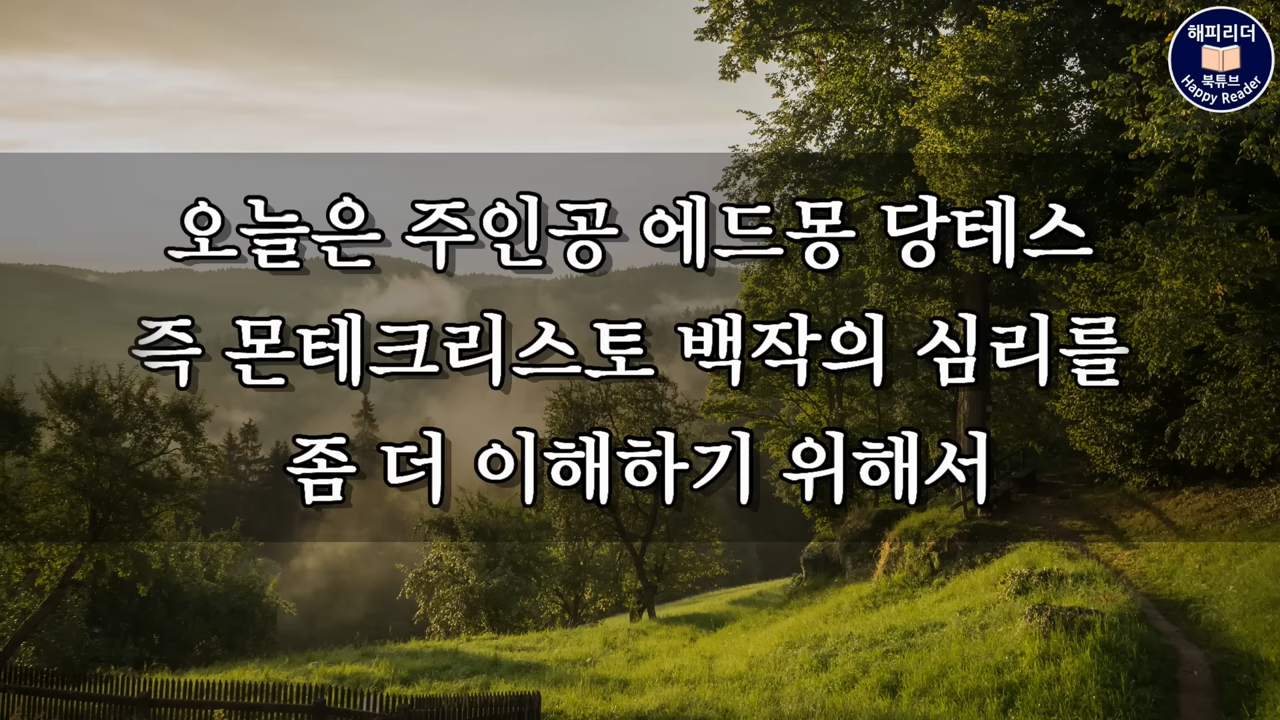 해피리더
북튜브
Happy Reader
오늘은 주인공 에드몽 당테스
즉 몬테크리스토 백작의 심리를
좀 더 이해하기 위해서